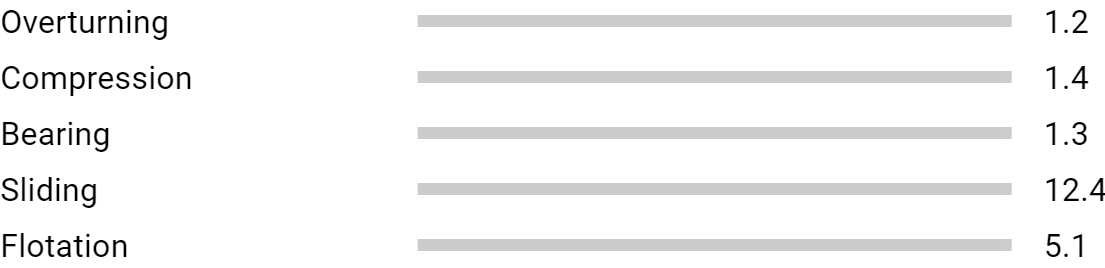 Overturning 1.2
Compression 1.4
Bearing 1.3
Sliding 12.4
Flotation 5.1